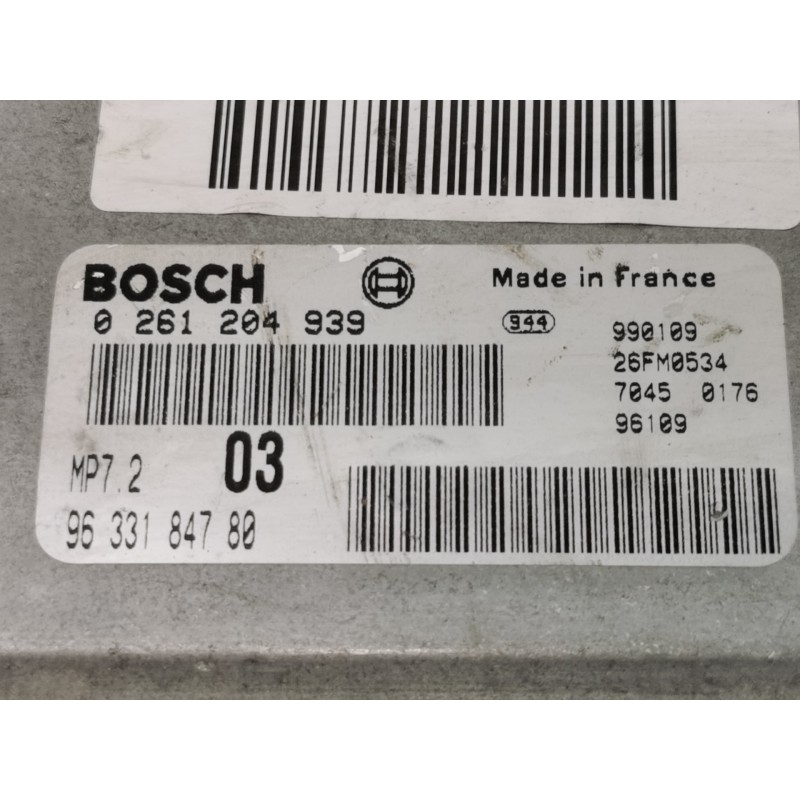 BOSCH
Made in France
0 261 204 939
944
990109
26FM0534
7045 0176
96109
MP7.2
03
96 331 847 80